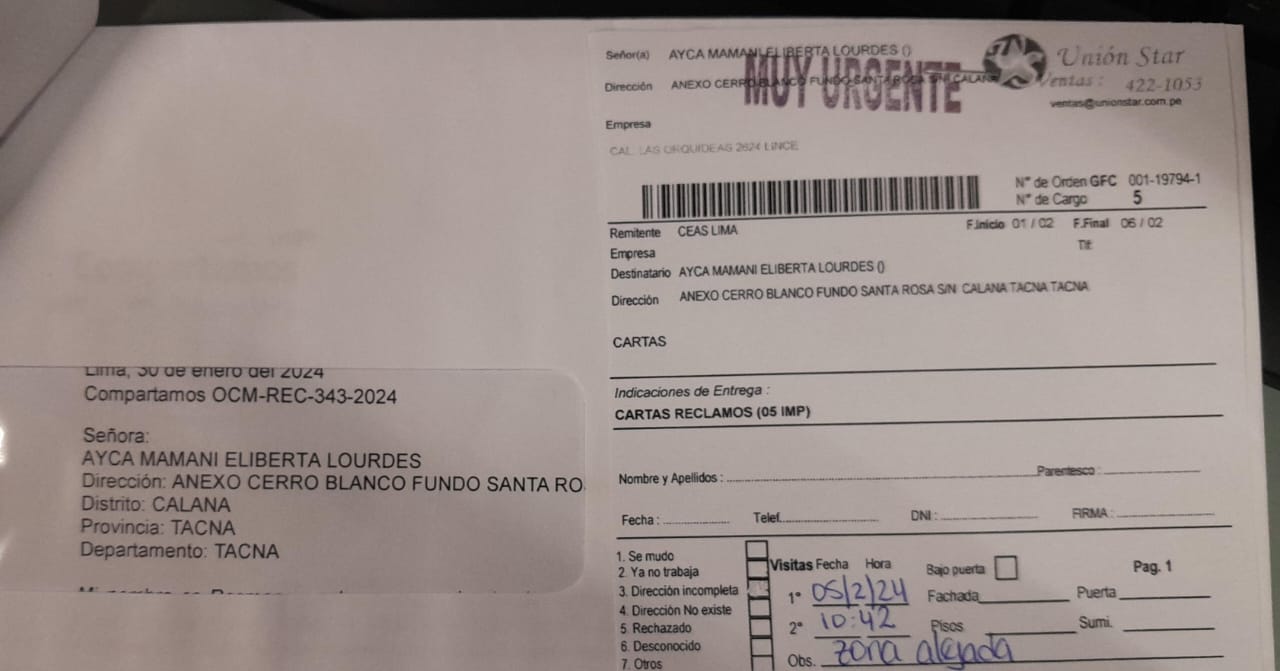 Lima, 30 de enero del 2024
Compartamos OCM-REC-343-2024
Señora:
AYCA MAMANI ELIBERTA LOURDES
Dirección: ANEXO CERRO BLANCO FUNDO SANTA RO
Distrito: CALANA
Provincia: TACNA
Departamento: TACNA
Señor(a) AYCA MAMANI ELIBERTA LOURDES ()
Dirección ANEXO CERRO BLANCO FUNDO SANTA ROSA S/N CALANA
MUY URGENTE
Unión Star
Ventas : 422-1053
ventas@unionstar.com.pe
Empresa
CAL. LAS ORQUIDEAS 2624 LINCE
N° de Orden GFC 001-19794-1
N° de Cargo 5
Remitente CEAS LIMA F.Inicio 01 / 02 F.Final 06 / 02
Empresa Tlf:
Destinatario AYCA MAMANI ELIBERTA LOURDES ()
Dirección ANEXO CERRO BLANCO FUNDO SANTA ROSA S/N CALANA TACNA TACNA
CARTAS
Indicaciones de Entrega :
CARTAS RECLAMOS (05 IMP)
Nombre y Apellidos : Parentesco :
Fecha : Telef. DNI : FIRMA :
1. Se mudo
2. Ya no trabaja
3. Dirección incompleta
4. Dirección No existe
5. Rechazado
6. Desconocido
7. Otros
Visitas Fecha Hora Bajo puerta Pag. 1
1° 05/2/24 Fachada Puerta
2° 10:42 Pisos Sumi.
Obs. zona alejada